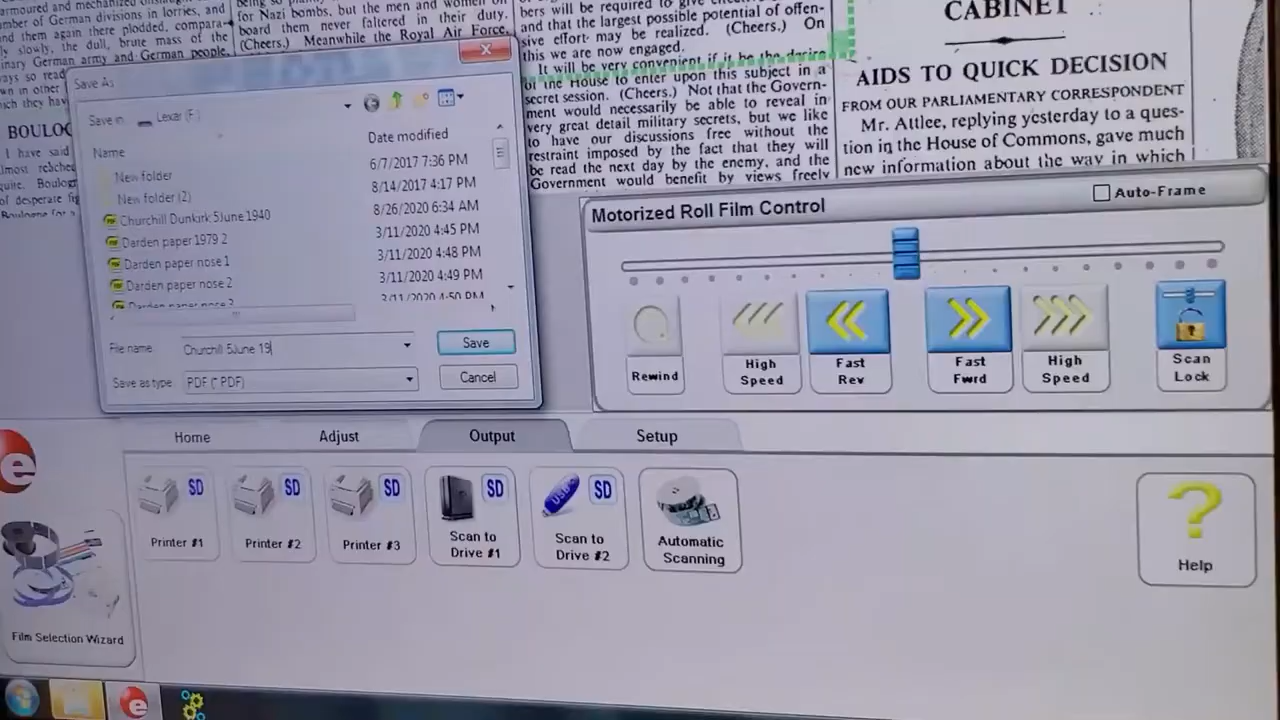 for Nazi bombs, but the men and women on
board them never faltered in their duty.
(Cheers.) Meanwhile the Royal Air Force,
of German divisions in lorries, and
them again there plodded, compara-
slowly, the dull, brute mass of the
German army and German people,
BOULOG
I have said
bers will be required to give
and that the largest possible potential of offen-
sive effort may be realized. (Cheers.) On
this we are now engaged.
It will be very convenient if it be the desire
of the House to enter upon this subject in a
secret session. (Cheers.) Not that the Govern-
ment would necessarily be able to reveal in
very great detail military secrets, but we like
to have our discussions free without the
restraint imposed by the fact that they will
be read the next day by the enemy, and the
Government would benefit by views freely
CABINET
AIDS TO QUICK DECISION
FROM OUR PARLIAMENTARY CORRESPONDENT
Mr. Attlee, replying yesterday to a ques-
tion in the House of Commons, gave much
new information about the way in which
Save As
Save in: Lexar (F:)
Name Date modified
New folder 6/7/2017 7:36 PM
New folder (2) 8/14/2017 4:17 PM
Churchill Dunkirk 5June 1940 8/26/2020 6:34 AM
Darden paper 1979 2 3/11/2020 4:45 PM
Darden paper nose 1 3/11/2020 4:48 PM
Darden paper nose 2 3/11/2020 4:49 PM
Darden paper nose 3 3/11/2020 4:50 PM
File name Churchill 5June 19 Save
Save as type PDF (*.PDF) Cancel
Motorized Roll Film Control Auto-Frame
Rewind
High Speed
Fast Rev
Fast Fwrd
High Speed
Scan Lock
Home Adjust Output Setup
SD SD SD SD USB SD
Printer #1
Printer #2
Printer #3
Scan to Drive #1
Scan to Drive #2
Automatic Scanning
? Help
e
Film Selection Wizard
e